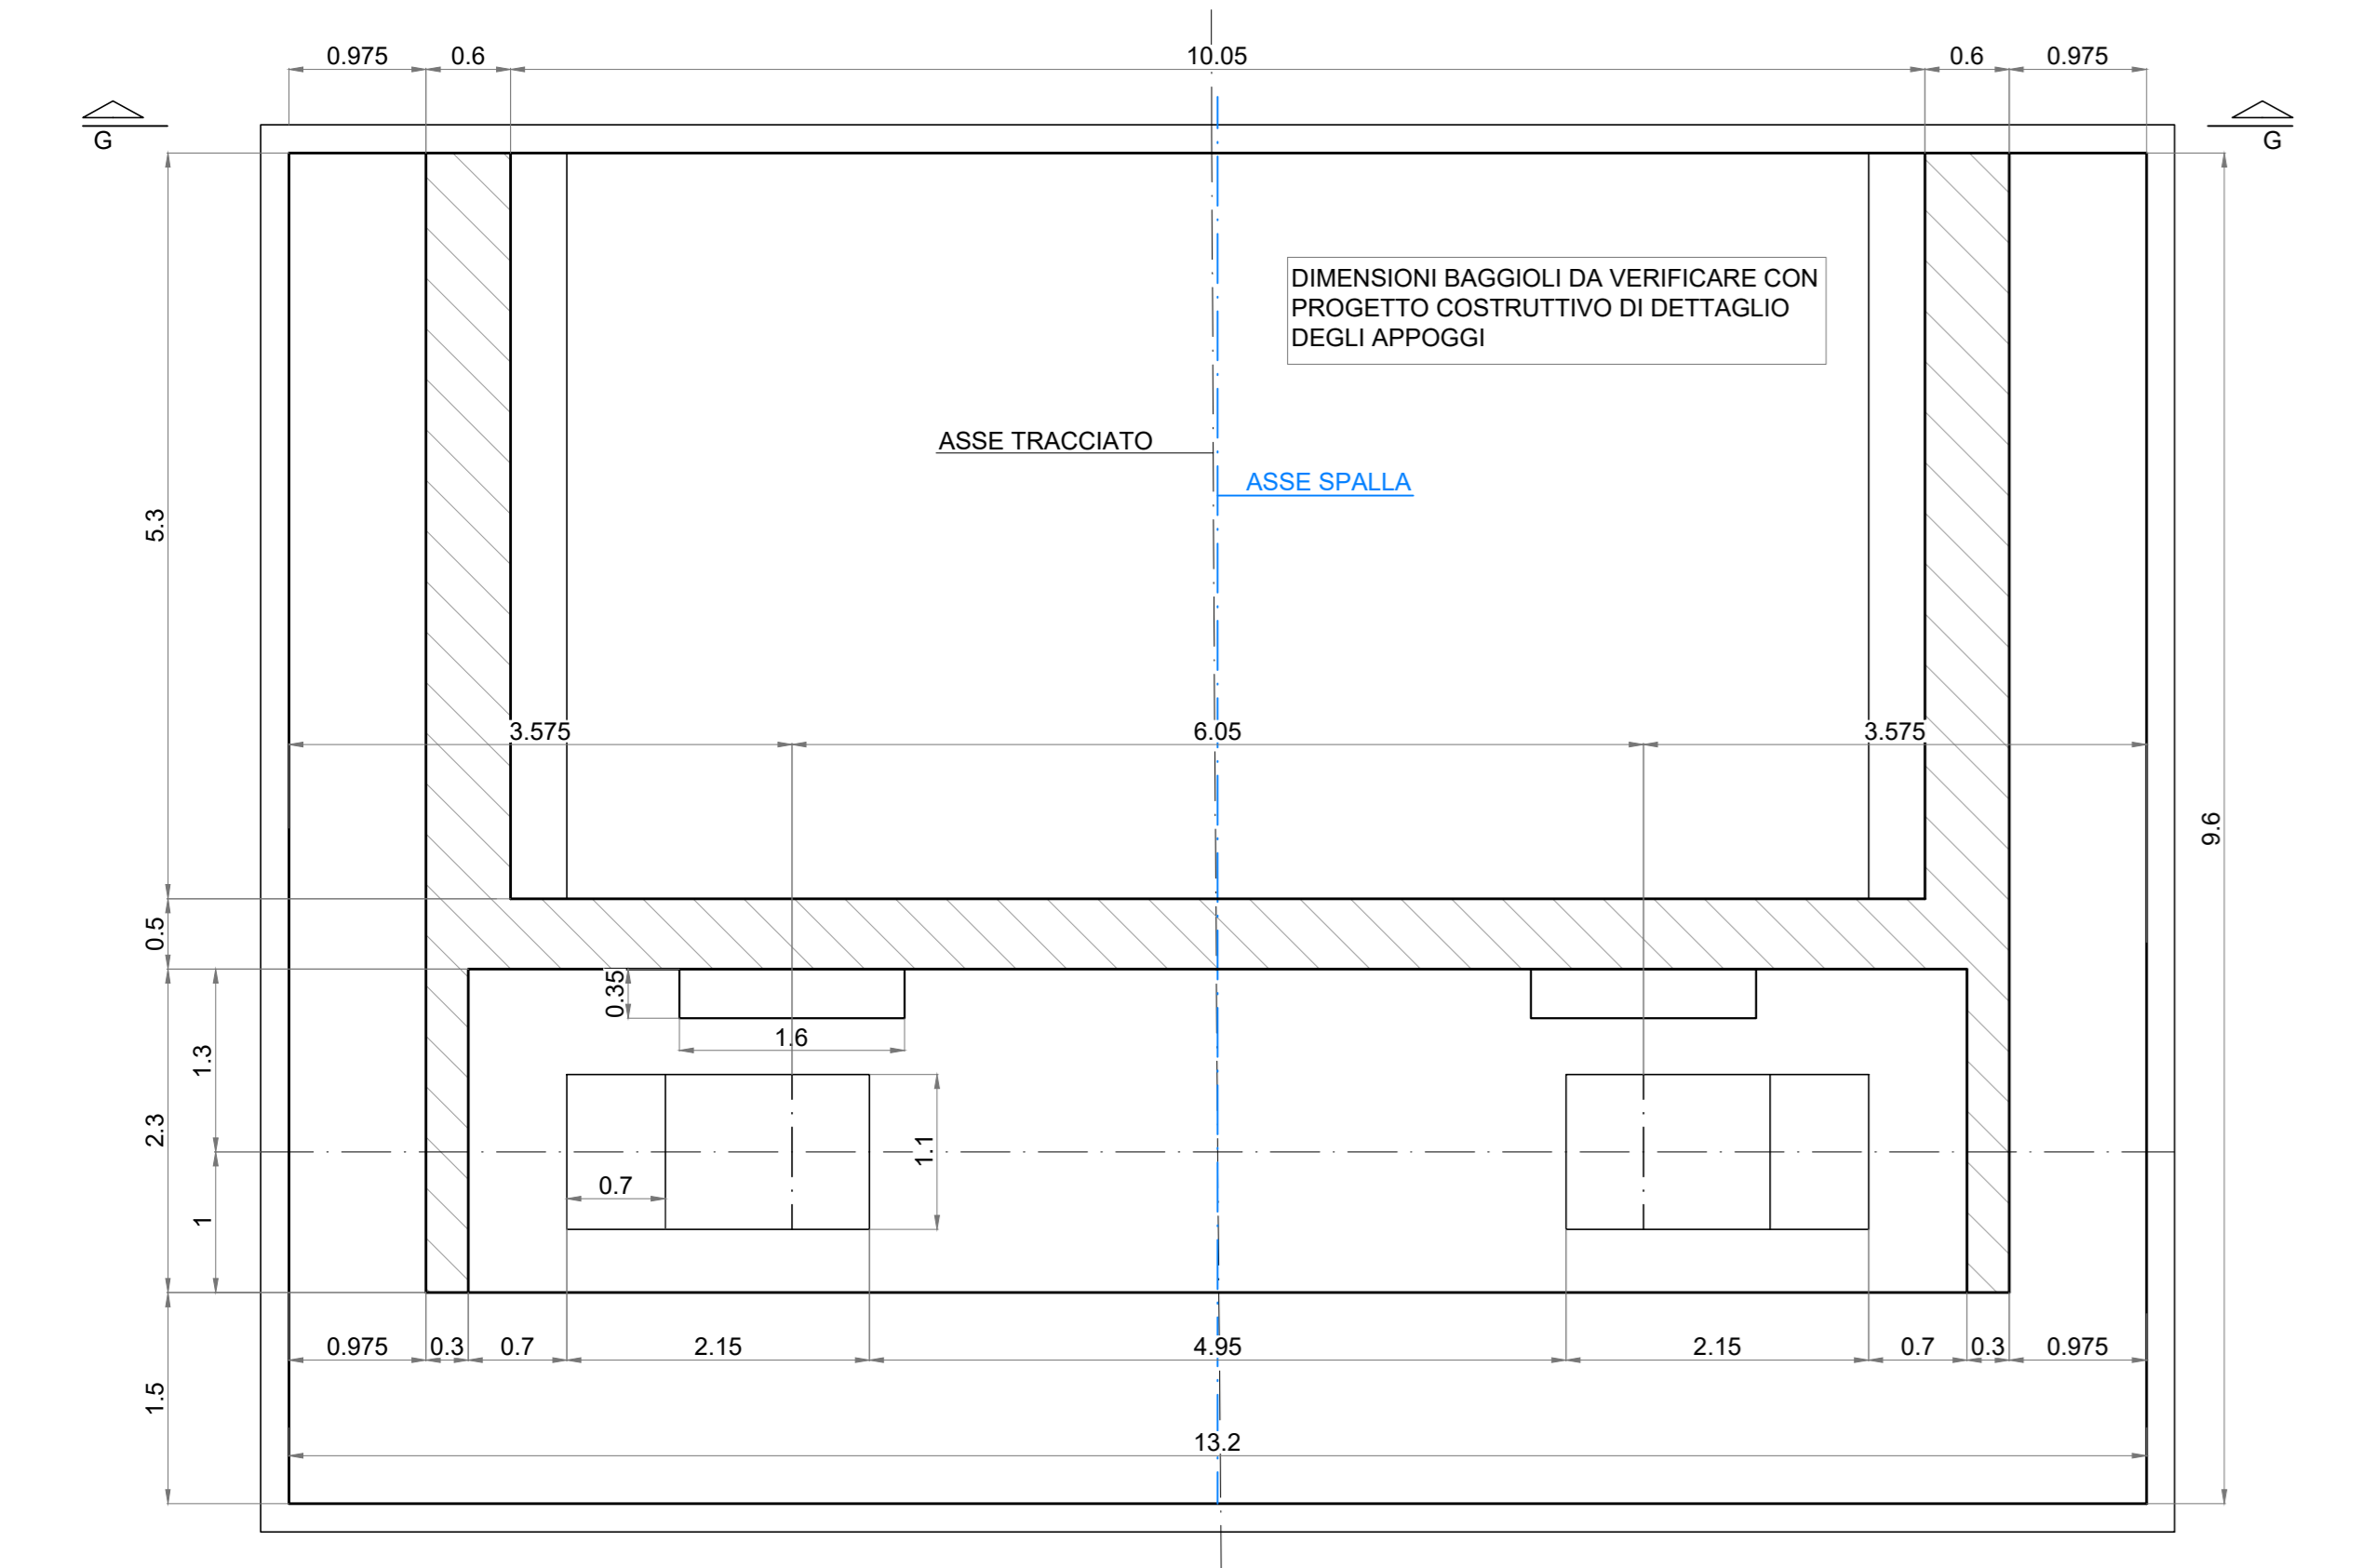 0.975 0.6 10.05 0.6 0.975
G G
DIMENSIONI BAGGIOLI DA VERIFICARE CON
PROGETTO COSTRUTTIVO DI DETTAGLIO
DEGLI APPOGGI
ASSE TRACCIATO
ASSE SPALLA
5.3
3.575 6.05 3.575
9.6
0.5
0.35
1.6
1.3
2.3
1.1
0.7
1
0.975 0.3 0.7 2.15 4.95 2.15 0.7 0.3 0.975
1.5
13.2